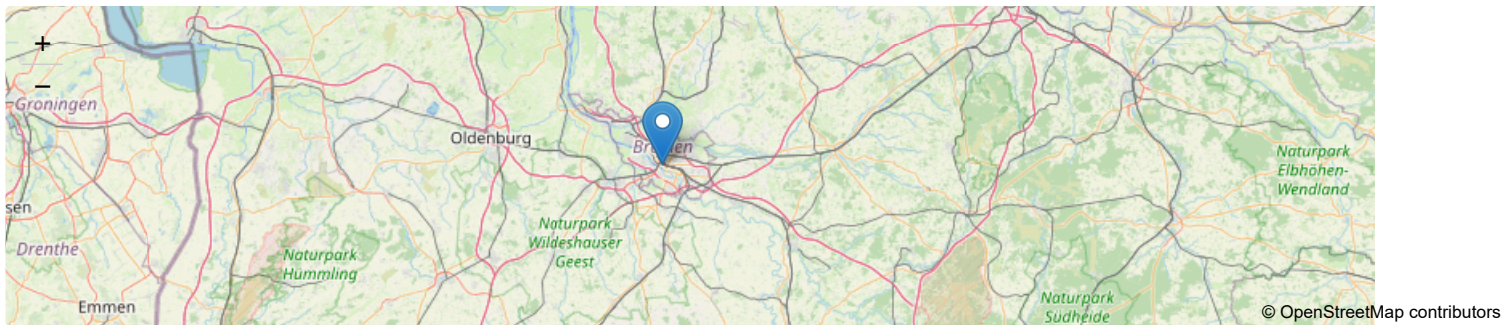 +
−
Groningen
Oldenburg
Bremen
Naturpark
Elbhöhen-
Wendland
sen
Drenthe
Naturpark
Wildeshauser
Geest
Naturpark
Hümmling
Emmen
Naturpark
Südheide
© OpenStreetMap contributors